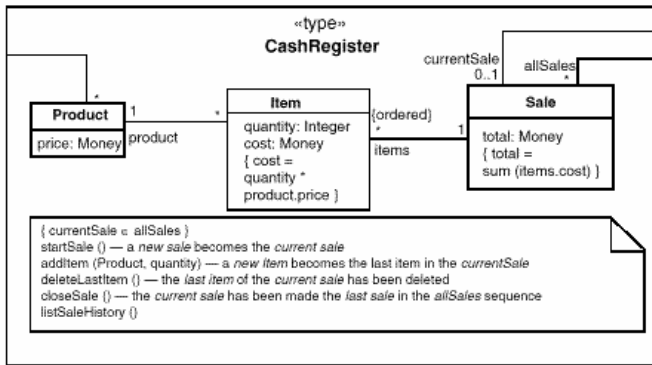 «type»
CashRegister
currentSale
0..1
allSales
*
*
Product
price: Money
1
product
*
Item
quantity: Integer
cost: Money
{ cost =
quantity *
product.price }
{ordered}
*
items
1
Sale
total: Money
{ total =
sum (items.cost) }
{ currentSale ∈ allSales }
startSale () — a new sale becomes the current sale
addItem (Product, quantity) — a new item becomes the last item in the currentSale
deleteLastItem () — the last item of the current sale has been deleted
closeSale () — the current sale has been made the last sale in the allSales sequence
listSaleHistory ()